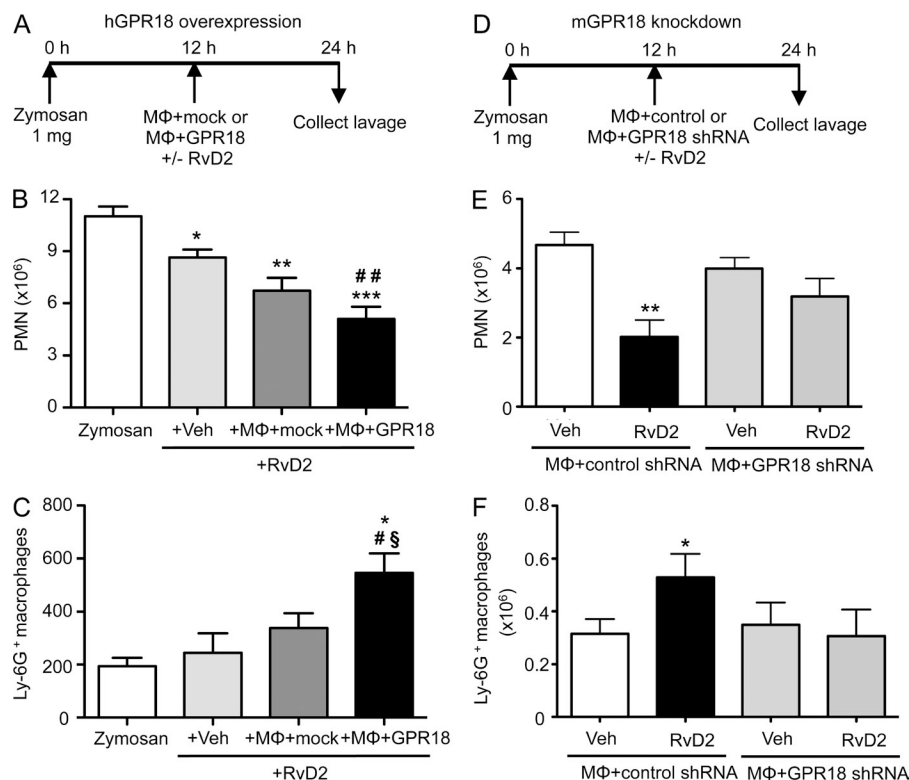 A
hGPR18 overexpression
0 h 12 h 24 h
Zymosan
1 mg
MΦ+mock or
MΦ+GPR18
+/- RvD2
Collect lavage
B
PMN (x10⁶)
12
9
6
3
0
*
**
# #
***
Zymosan +Veh +MΦ+mock +MΦ+GPR18
+RvD2
C
Ly-6G⁺ macrophages
800
600
400
200
0
*
# §
Zymosan +Veh +MΦ+mock +MΦ+GPR18
+RvD2
D
mGPR18 knockdown
0 h 12 h 24 h
Zymosan
1 mg
MΦ+control or
MΦ+GPR18 shRNA
+/- RvD2
Collect lavage
E
PMN (x10⁶)
6
4
2
0
**
Veh RvD2 Veh RvD2
MΦ+control shRNA MΦ+GPR18 shRNA
F
Ly-6G⁺ macrophages
(x10⁶)
0.8
0.6
0.4
0.2
0.0
*
Veh RvD2 Veh RvD2
MΦ+control shRNA MΦ+GPR18 shRNA